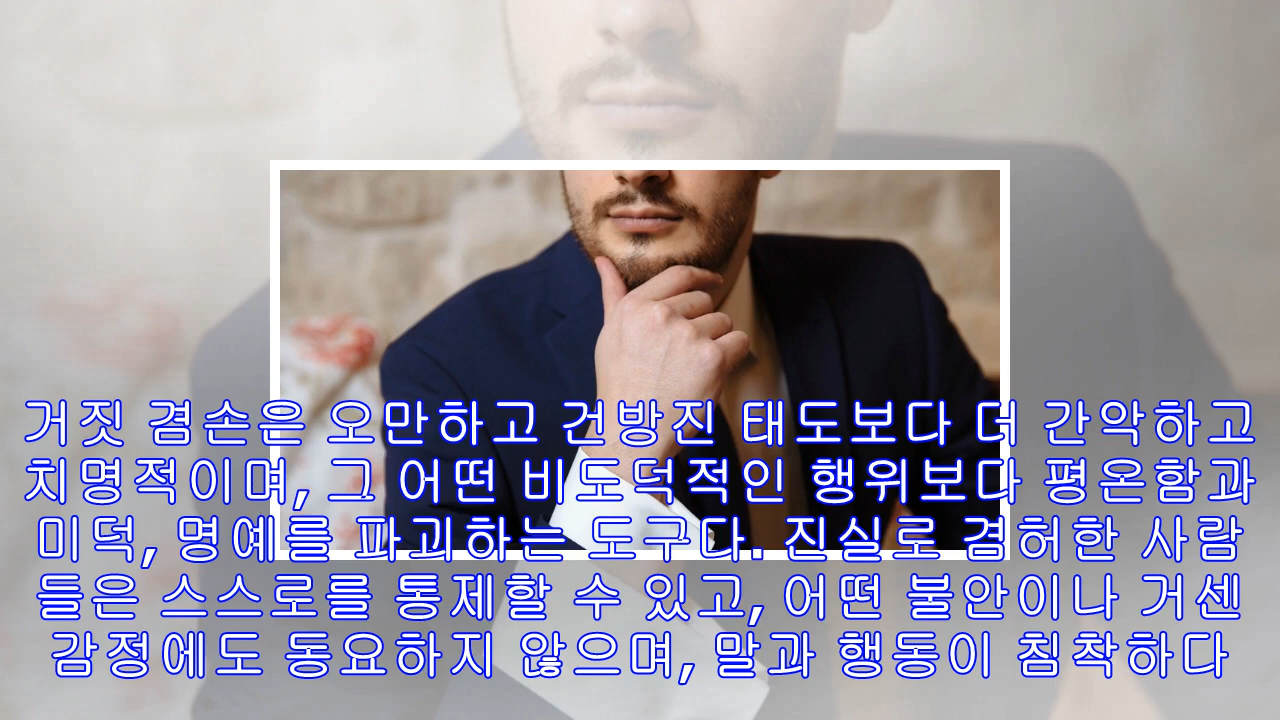 거짓 겸손은 오만하고 건방진 태도보다 더 간악하고
치명적이며, 그 어떤 비도덕적인 행위보다 평온함과
미덕, 명예를 파괴하는 도구다. 진실로 겸허한 사람
들은 스스로를 통제할 수 있고, 어떤 불안이나 거센
감정에도 동요하지 않으며, 말과 행동이 침착하다